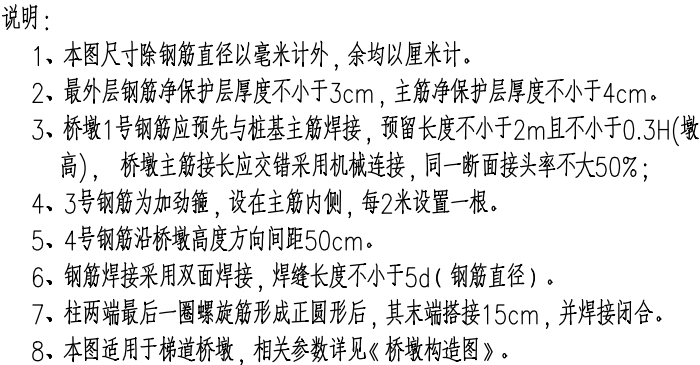 说明：
1、本图尺寸除钢筋直径以毫米计外，余均以厘米计。
2、最外层钢筋净保护层厚度不小于3cm，主筋净保护层厚度不小于4cm。
3、桥墩1号钢筋应预先与桩基主筋焊接，预留长度不小于2m且不小于0.3H(墩
高)， 桥墩主筋接长应交错采用机械连接，同一断面接头率不大50%；
4、3号钢筋为加劲箍，设在主筋内侧，每2米设置一根。
5、4号钢筋沿桥墩高度方向间距50cm。
6、钢筋焊接采用双面焊接，焊缝长度不小于5d(钢筋直径)。
7、柱两端最后一圈螺旋筋形成正圆形后，其末端搭接15cm，并焊接闭合。
8、本图适用于梯道桥墩，相关参数详见《桥墩构造图》。